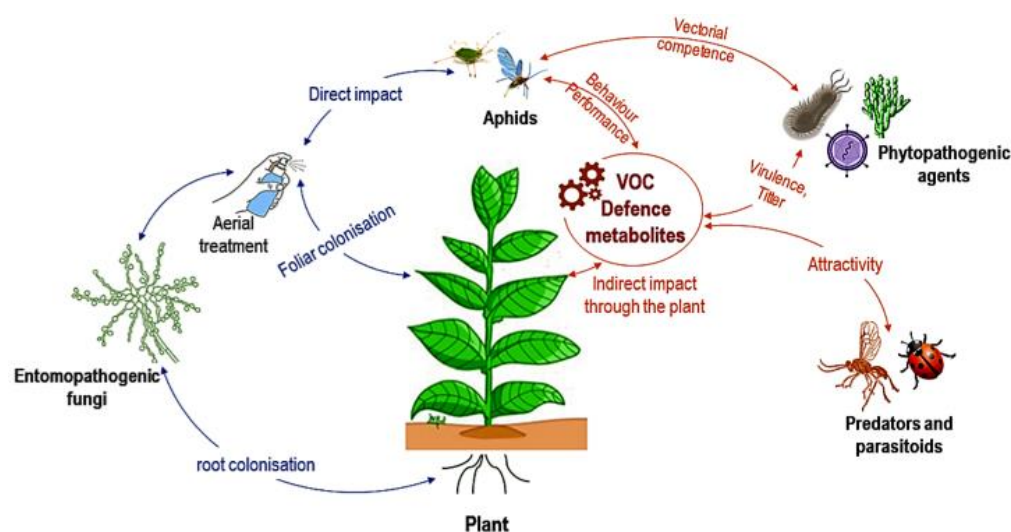 Vectorial
competence
Direct impact
Aphids
Behaviour
Performance
Phytopathogenic
agents
VOC
Defence
metabolites
Virulence,
Titer
Aerial
treatment
Foliar colonisation
Attractivity
Indirect impact
through the plant
Entomopathogenic
fungi
Predators and
parasitoids
root colonisation
Plant